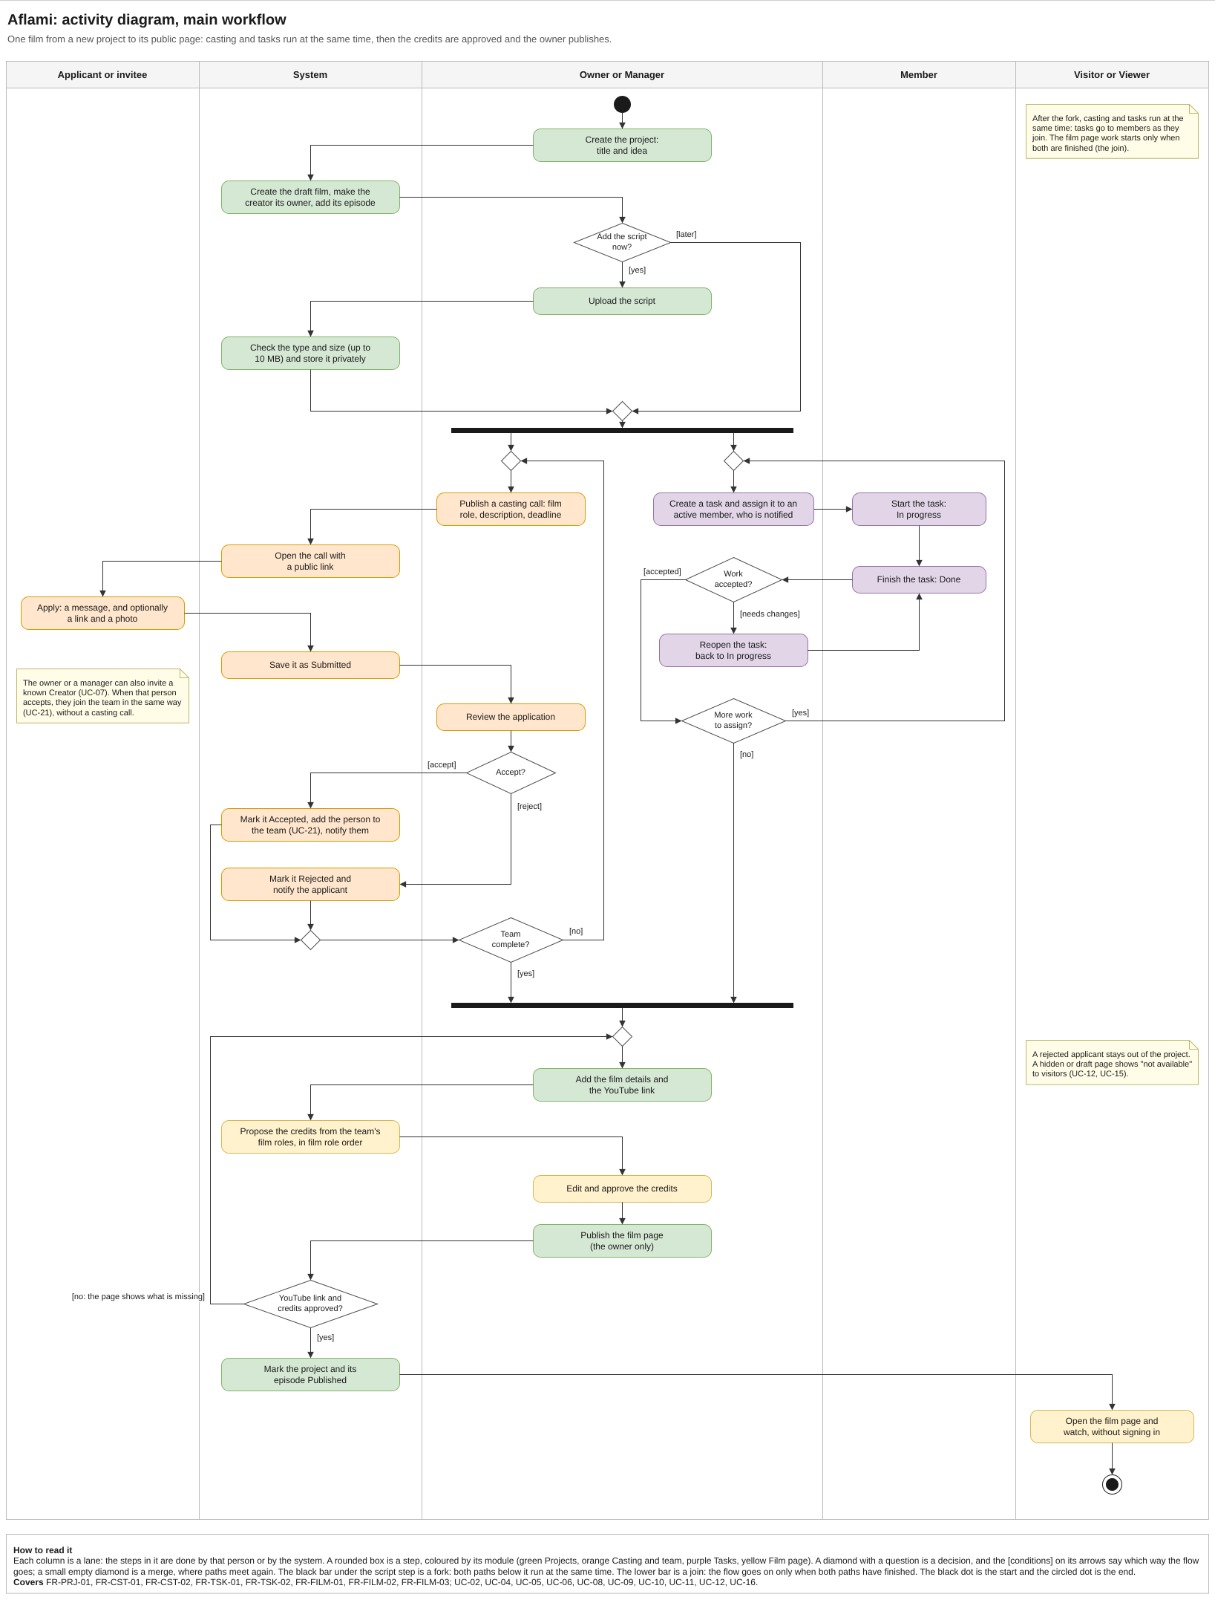 Aflami: activity diagram, main workflow
One film from a new project to its public page: casting and tasks run at the same time, then the credits are approved and the owner publishes.
Applicant or invitee
System
Owner or Manager
Member
Visitor or Viewer
After the fork, casting and tasks run at the
same time: tasks go to members as they
join. The film page work starts only when
both are finished (the join).
Create the project:
title and idea
Create the draft film, make the
creator its owner, add its episode
Add the script
now?
[later]
[yes]
Upload the script
Check the type and size (up to
10 MB) and store it privately
Publish a casting call: film
role, description, deadline
Create a task and assign it to an
active member, who is notified
Start the task:
In progress
Open the call with
a public link
[accepted]
Work
accepted?
Finish the task: Done
Apply: a message, and optionally
a link and a photo
[needs changes]
Reopen the task:
back to In progress
Save it as Submitted
The owner or a manager can also invite a
known Creator (UC-07). When that person
accepts, they join the team in the same way
(UC-21), without a casting call.
Review the application
More work
to assign?
[yes]
[no]
[accept]
Accept?
[reject]
Mark it Accepted, add the person to
the team (UC-21), notify them
Mark it Rejected and
notify the applicant
Team
complete?
[no]
[yes]
A rejected applicant stays out of the project.
A hidden or draft page shows "not available"
to visitors (UC-12, UC-15).
Add the film details and
the YouTube link
Propose the credits from the team's
film roles, in film role order
Edit and approve the credits
Publish the film page
(the owner only)
[no: the page shows what is missing]
YouTube link and
credits approved?
[yes]
Mark the project and its
episode Published
Open the film page and
watch, without signing in
How to read it
Each column is a lane: the steps in it are done by that person or by the system. A rounded box is a step, coloured by its module (green Projects, orange Casting and team, purple Tasks, yellow Film page). A diamond with a question is a decision, and the [conditions] on its arrows say which way the flow
goes; a small empty diamond is a merge, where paths meet again. The black bar under the script step is a fork: both paths below it run at the same time. The lower bar is a join: the flow goes on only when both paths have finished. The black dot is the start and the circled dot is the end.
Covers FR-PRJ-01, FR-CST-01, FR-CST-02, FR-TSK-01, FR-TSK-02, FR-FILM-01, FR-FILM-02, FR-FILM-03; UC-02, UC-04, UC-05, UC-06, UC-08, UC-09, UC-10, UC-11, UC-12, UC-16.